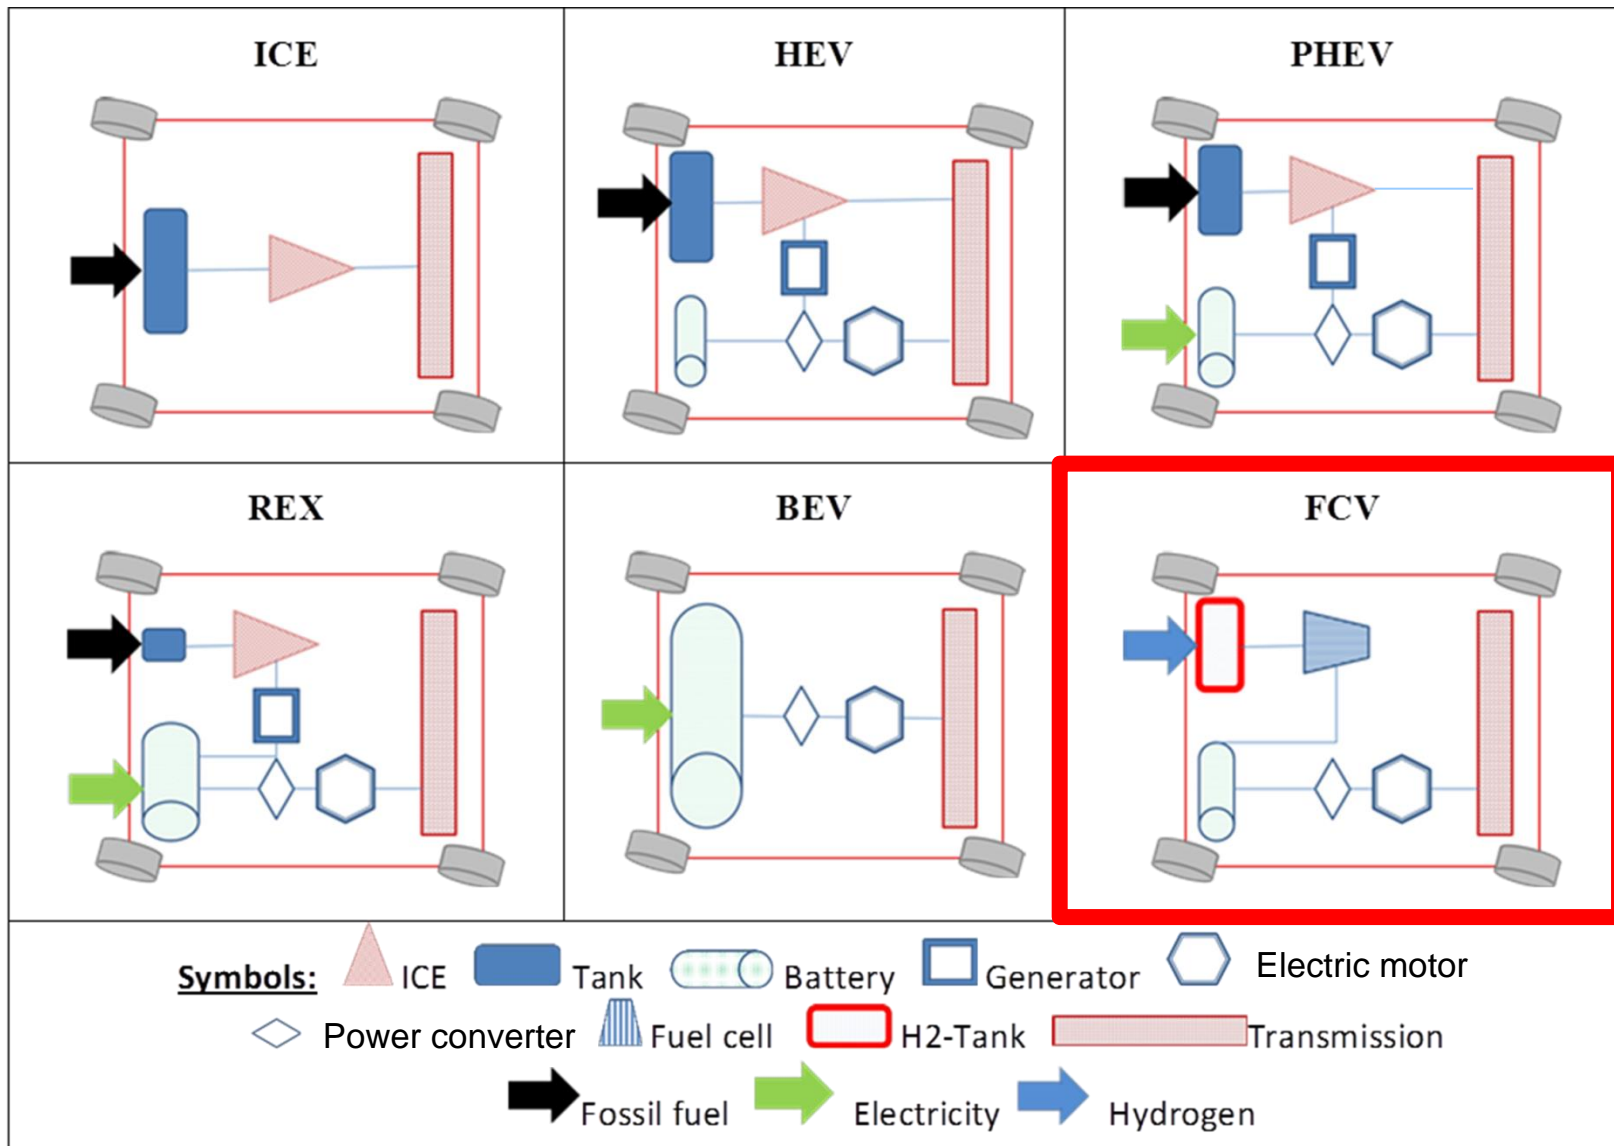 ICE
HEV
PHEV
REX
BEV
FCV
Symbols: ICE Tank Battery Generator Electric motor
Power converter Fuel cell H2-Tank Transmission
Fossil fuel Electricity Hydrogen